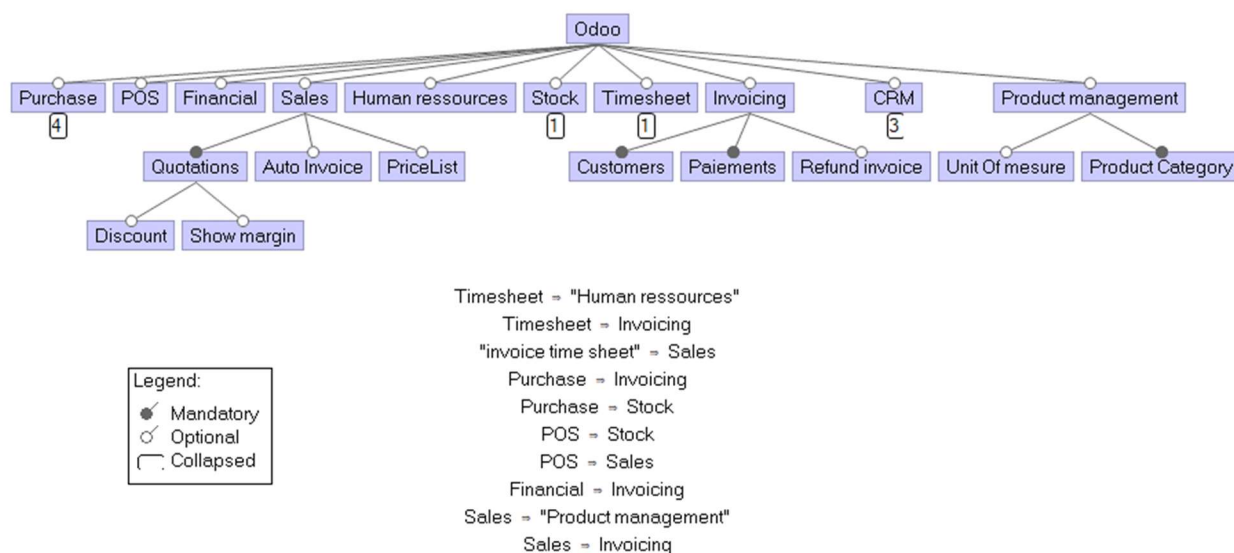 Odoo
Purchase POS Financial Sales Human ressources Stock Timesheet Invoicing CRM Product management
4 1 1 3
Quotations Auto Invoice PriceList Customers Paiements Refund invoice Unit Of mesure Product Category
Discount Show margin
Timesheet ⇒ "Human ressources"
Timesheet ⇒ Invoicing
"invoice time sheet" ⇒ Sales
Purchase ⇒ Invoicing
Purchase ⇒ Stock
POS ⇒ Stock
POS ⇒ Sales
Financial ⇒ Invoicing
Sales ⇒ "Product management"
Sales ⇒ Invoicing
Legend:
Mandatory
Optional
Collapsed